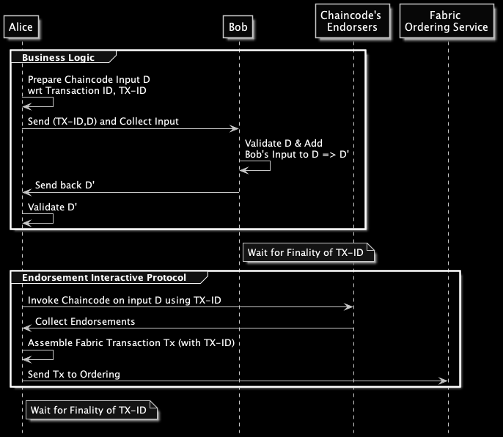 Alice
Bob
Chaincode's
Endorsers
Fabric
Ordering Service
Business Logic
Prepare Chaincode Input D
wrt Transaction ID, TX-ID
Send (TX-ID,D) and Collect Input
Validate D & Add
Bob's Input to D => D'
Send back D'
Validate D'
Wait for Finality of TX-ID
Endorsement Interactive Protocol
Invoke Chaincode on input D using TX-ID
Collect Endorsements
Assemble Fabric Transaction Tx (with TX-ID)
Send Tx to Ordering
Wait for Finality of TX-ID